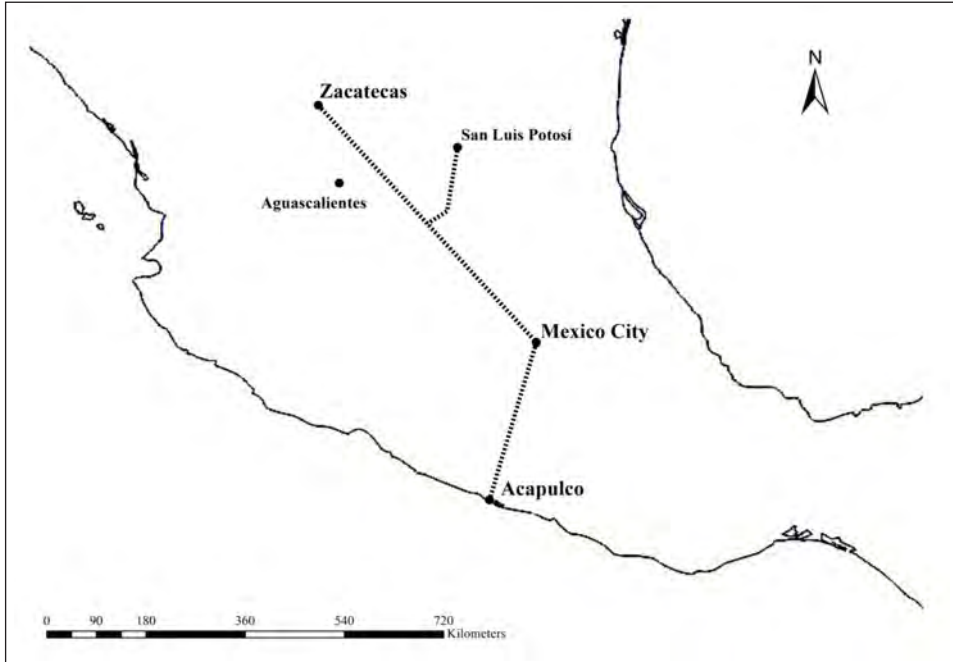 N
Zacatecas
San Luis Potosí
Aguascalientes
Mexico City
Acapulco
0 90 180 360 540 720
Kilometers